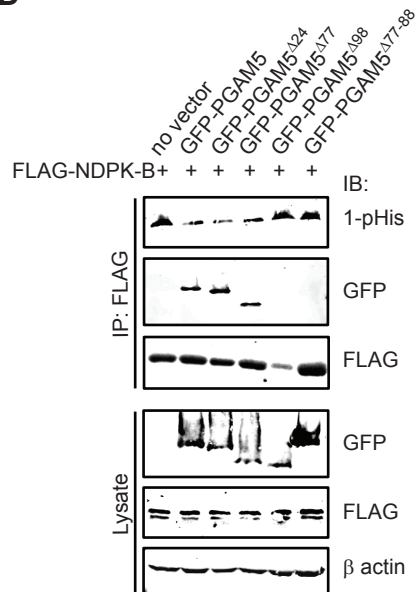 no vector
GFP-PGAM5
GFP-PGAM5Δ24
GFP-PGAM5Δ77
GFP-PGAM5Δ98
GFP-PGAM5Δ77-88
FLAG-NDPK-B + + + + + +
IB:
1-pHis
IP: FLAG
GFP
FLAG
Lysate
GFP
FLAG
β actin